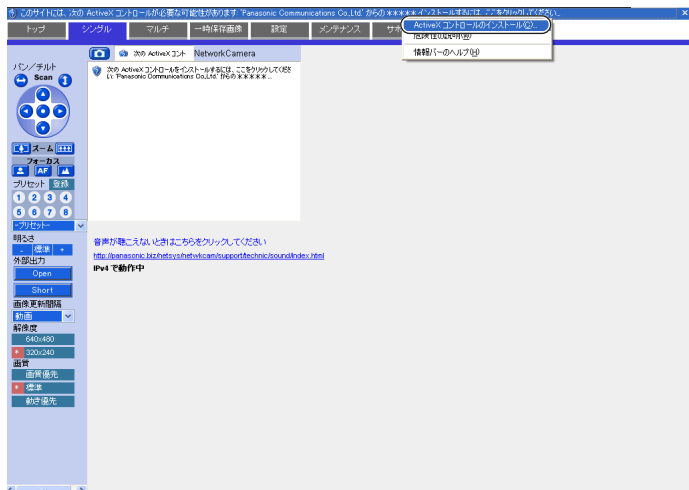 このサイトには、次の ActiveX コントロールが必要な可能性があります: 'Panasonic Communications Co.,Ltd.' からの ***** インストールするには、ここをクリックしてください...
ActiveX コントロールのインストール(C)...
危険性の説明(W)
情報バーのヘルプ(H)
トップ シングル マルチ 一時保存画像 設定 メンテナンス サポ
次の ActiveX コント NetworkCamera
次の ActiveX コントロールをインストールするには、ここをクリックしてくださ
い: 'Panasonic Communications Co.,Ltd.' からの *****...
パン/チルト
Scan
ズーム
フォーカス
AF
プリセット 登録
1 2 3 4
5 6 7 8
-プリセット-
明るさ
- 標準 +
外部出力
Open
Short
画像更新間隔
動画
解像度
640x480
* 320x240
画質
画質優先
* 標準
動き優先
音声が聴こえないときはこちらをクリックしてください
http://panasonic.biz/netsys/netwkcam/support/technic/sound/index.html
IPv4 で動作中